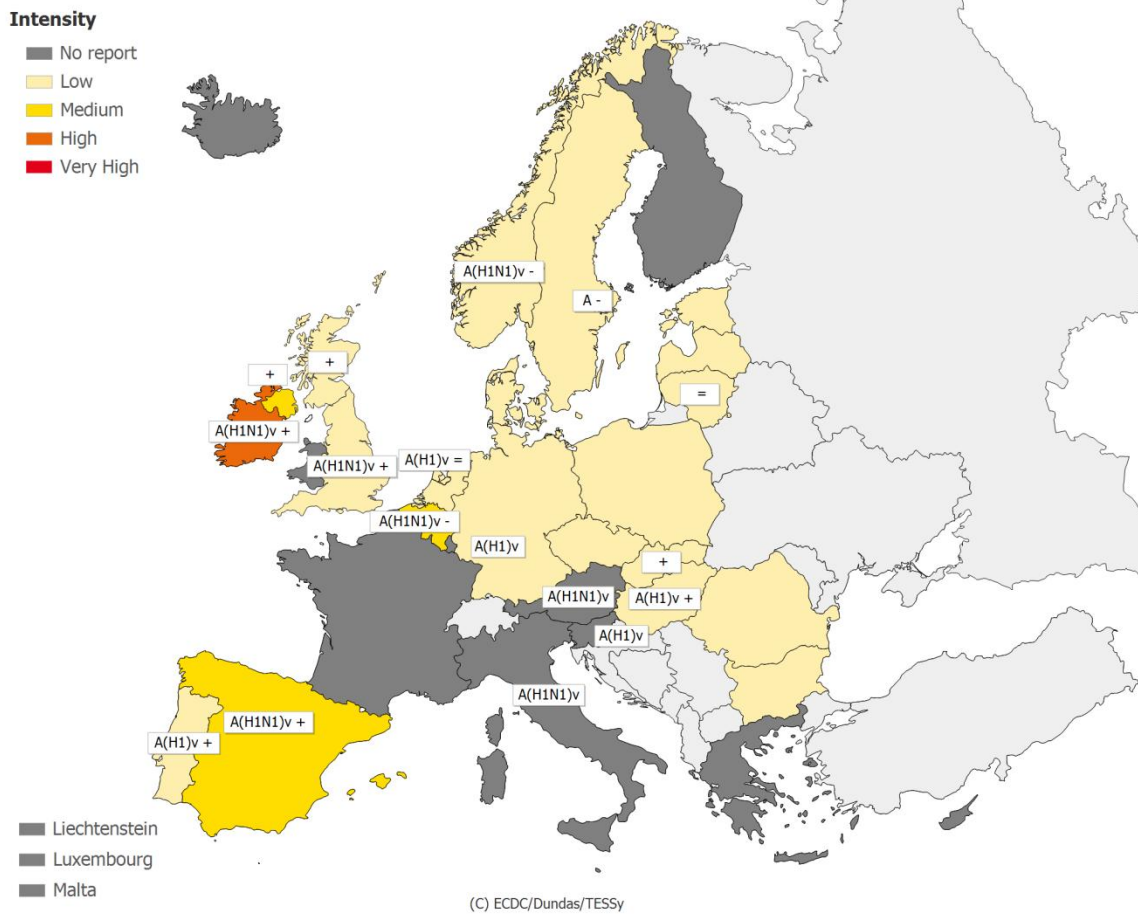 Intensity
No report
Low
Medium
High
Very High
A(H1N1)v -
A -
+
+
=
A(H1N1)v +
A(H1N1)v +
A(H1)v =
A(H1N1)v -
A(H1)v
+
A(H1N1)v
A(H1)v +
A(H1)v
A(H1N1)v
A(H1N1)v +
A(H1)v +
Liechtenstein
Luxembourg
Malta
(C) ECDC/Dundas/TESSy